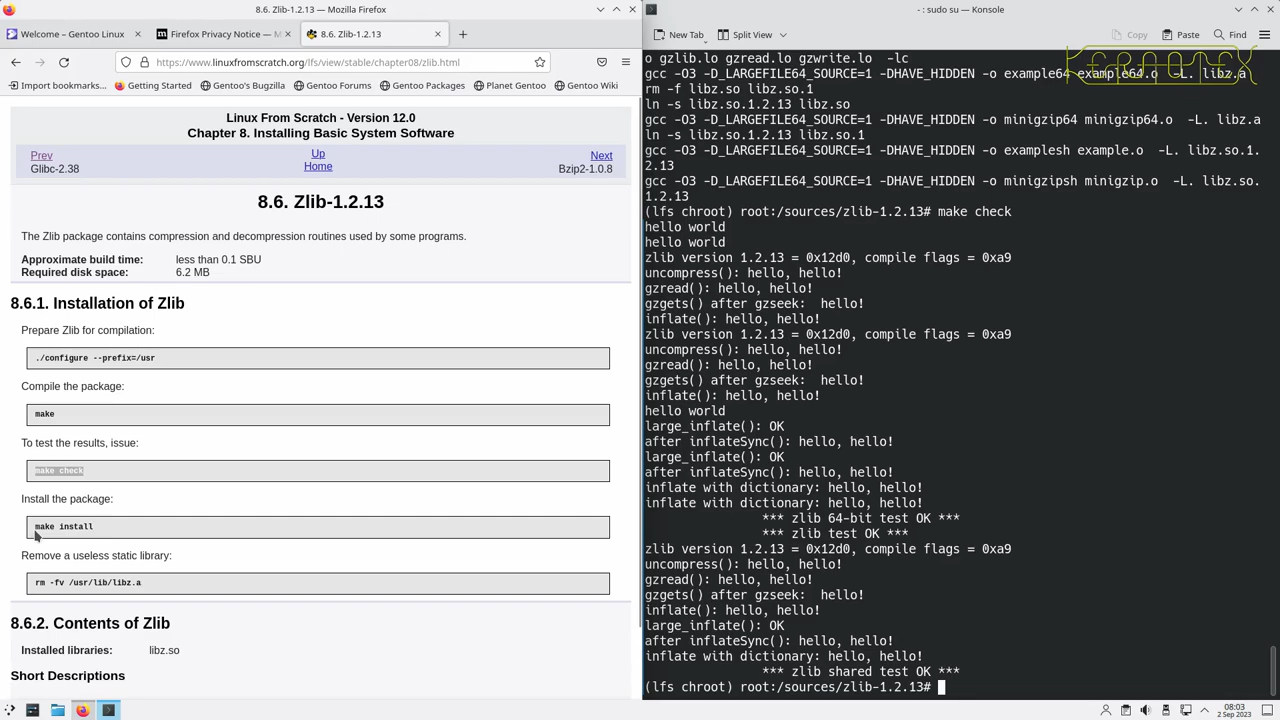 8.6. Zlib-1.2.13 — Mozilla Firefox
Welcome – Gentoo Linux
Firefox Privacy Notice — M
8.6. Zlib-1.2.13
https://www.linuxfromscratch.org/lfs/view/stable/chapter08/zlib.html
Import bookmarks…
Getting Started
Gentoo's Bugzilla
Gentoo Forums
Gentoo Packages
Planet Gentoo
Gentoo Wiki
Linux From Scratch - Version 12.0
Chapter 8. Installing Basic System Software
Prev
Up
Next
Glibc-2.38
Home
Bzip2-1.0.8
8.6. Zlib-1.2.13
The Zlib package contains compression and decompression routines used by some programs.
Approximate build time: less than 0.1 SBU
Required disk space: 6.2 MB
8.6.1. Installation of Zlib
Prepare Zlib for compilation:
./configure --prefix=/usr
Compile the package:
make
To test the results, issue:
make check
Install the package:
make install
Remove a useless static library:
rm -fv /usr/lib/libz.a
8.6.2. Contents of Zlib
Installed libraries: libz.so
Short Descriptions
- : sudo su — Konsole
New Tab
Split View
Copy
Paste
Find
KERNOTEX
o gzlib.lo gzread.lo gzwrite.lo  -lc
gcc -O3 -D_LARGEFILE64_SOURCE=1 -DHAVE_HIDDEN -o example64 example64.o  -L. libz.a
rm -f libz.so libz.so.1
ln -s libz.so.1.2.13 libz.so
gcc -O3 -D_LARGEFILE64_SOURCE=1 -DHAVE_HIDDEN -o minigzip64 minigzip64.o  -L. libz.a
ln -s libz.so.1.2.13 libz.so.1
gcc -O3 -D_LARGEFILE64_SOURCE=1 -DHAVE_HIDDEN -o examplesh example.o  -L. libz.so.1.
2.13
gcc -O3 -D_LARGEFILE64_SOURCE=1 -DHAVE_HIDDEN -o minigzipsh minigzip.o  -L. libz.so.
1.2.13
(lfs chroot) root:/sources/zlib-1.2.13# make check
hello world
hello world
zlib version 1.2.13 = 0x12d0, compile flags = 0xa9
uncompress(): hello, hello!
gzread(): hello, hello!
gzgets() after gzseek:  hello!
inflate(): hello, hello!
zlib version 1.2.13 = 0x12d0, compile flags = 0xa9
uncompress(): hello, hello!
gzread(): hello, hello!
gzgets() after gzseek:  hello!
inflate(): hello, hello!
hello world
large_inflate(): OK
after inflateSync(): hello, hello!
large_inflate(): OK
after inflateSync(): hello, hello!
inflate with dictionary: hello, hello!
inflate with dictionary: hello, hello!
*** zlib 64-bit test OK ***
*** zlib test OK ***
zlib version 1.2.13 = 0x12d0, compile flags = 0xa9
uncompress(): hello, hello!
gzread(): hello, hello!
gzgets() after gzseek:  hello!
inflate(): hello, hello!
large_inflate(): OK
after inflateSync(): hello, hello!
inflate with dictionary: hello, hello!
*** zlib shared test OK ***
(lfs chroot) root:/sources/zlib-1.2.13#
08:03
2 Sep 2023